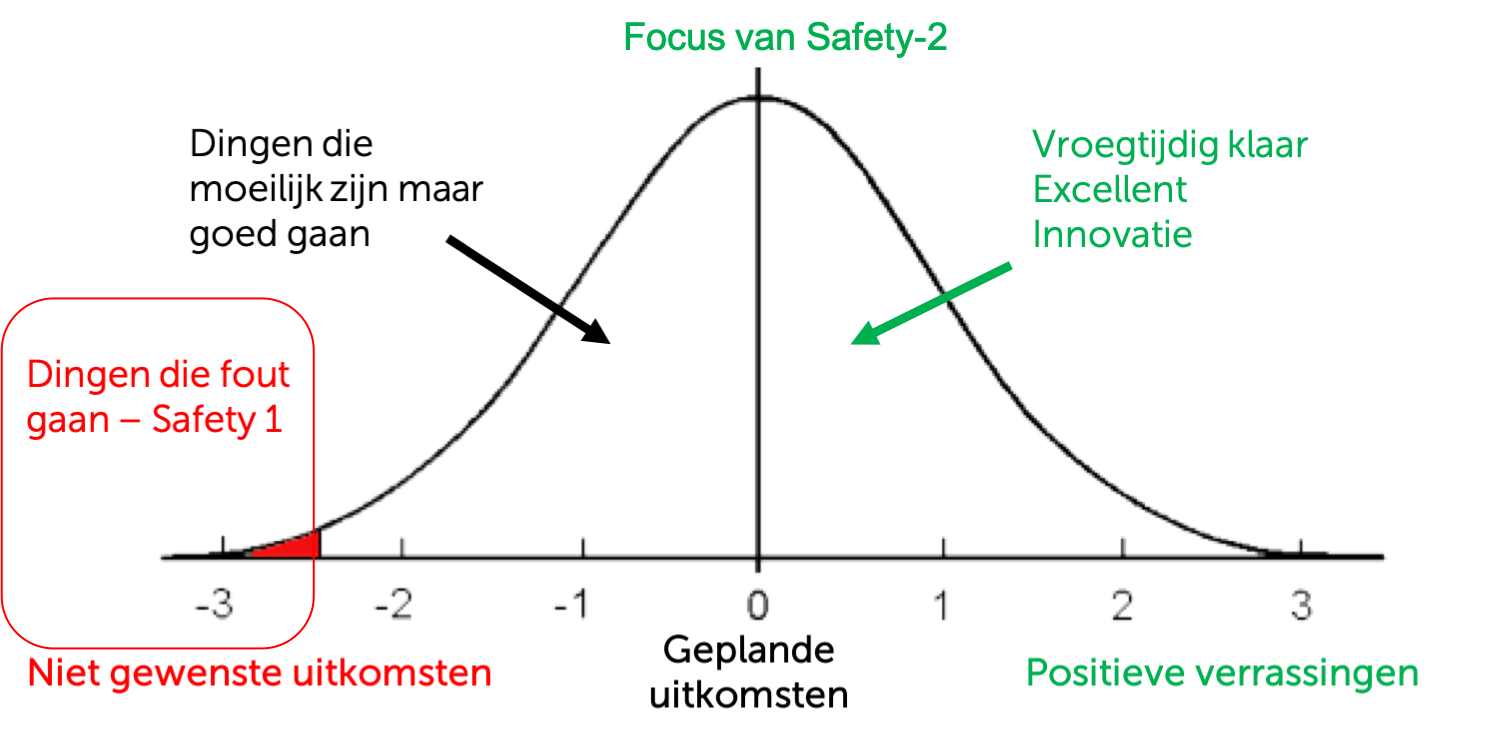 Focus van Safety-2
Dingen die
moeilijk zijn maar
goed gaan
Vroegtijdig klaar
Excellent
Innovatie
Dingen die fout
gaan – Safety 1
-3
-2
-1
0
1
2
3
Niet gewenste uitkomsten
Geplande
uitkomsten
Positieve verrassingen